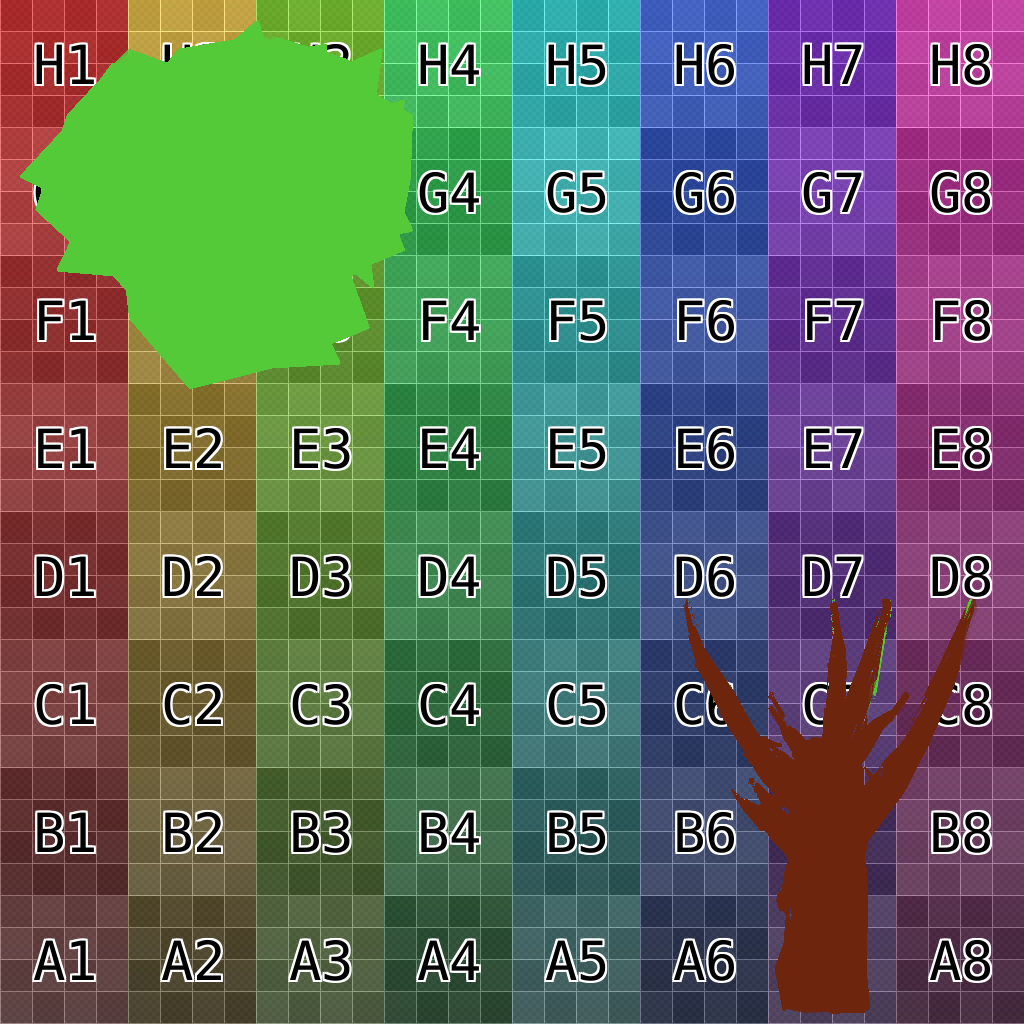 H1 H4 H5 H6 H7 H8
G4 G5 G6 G7 G8
F1 F4 F5 F6 F7 F8
E1 E2 E3 E4 E5 E6 E7 E8
D1 D2 D3 D4 D5 D6 D7 D8
C1 C2 C3 C4 C5 C6 C8
B1 B2 B3 B4 B5 B6 B8
A1 A2 A3 A4 A5 A6 A8